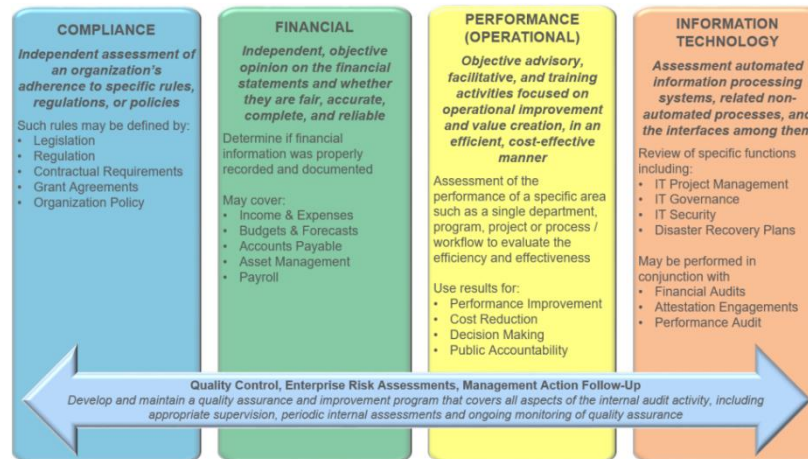 COMPLIANCE
Independent assessment of
an organization's
adherence to specific rules,
regulations, or policies
Such rules may be defined by:
• Legislation
• Regulation
• Contractual Requirements
• Grant Agreements
• Organization Policy
FINANCIAL
Independent, objective
opinion on the financial
statements and whether
they are fair, accurate,
complete, and reliable
Determine if financial
information was properly
recorded and documented
May cover:
• Income & Expenses
• Budgets & Forecasts
• Accounts Payable
• Asset Management
• Payroll
PERFORMANCE
(OPERATIONAL)
Objective advisory,
facilitative, and training
activities focused on
operational improvement
and value creation, in an
efficient, cost-effective
manner
Assessment of the
performance of a specific area
such as a single department,
program, project or process /
workflow to evaluate the
efficiency and effectiveness
Use results for:
• Performance Improvement
• Cost Reduction
• Decision Making
• Public Accountability
INFORMATION
TECHNOLOGY
Assessment automated
information processing
systems, related non-
automated processes, and
the interfaces among them
Review of specific functions
including:
• IT Project Management
• IT Governance
• IT Security
• Disaster Recovery Plans
May be performed in
conjunction with
• Financial Audits
• Attestation Engagements
• Performance Audit
Quality Control, Enterprise Risk Assessments, Management Action Follow-Up
Develop and maintain a quality assurance and improvement program that covers all aspects of the internal audit activity, including
appropriate supervision, periodic internal assessments and ongoing monitoring of quality assurance